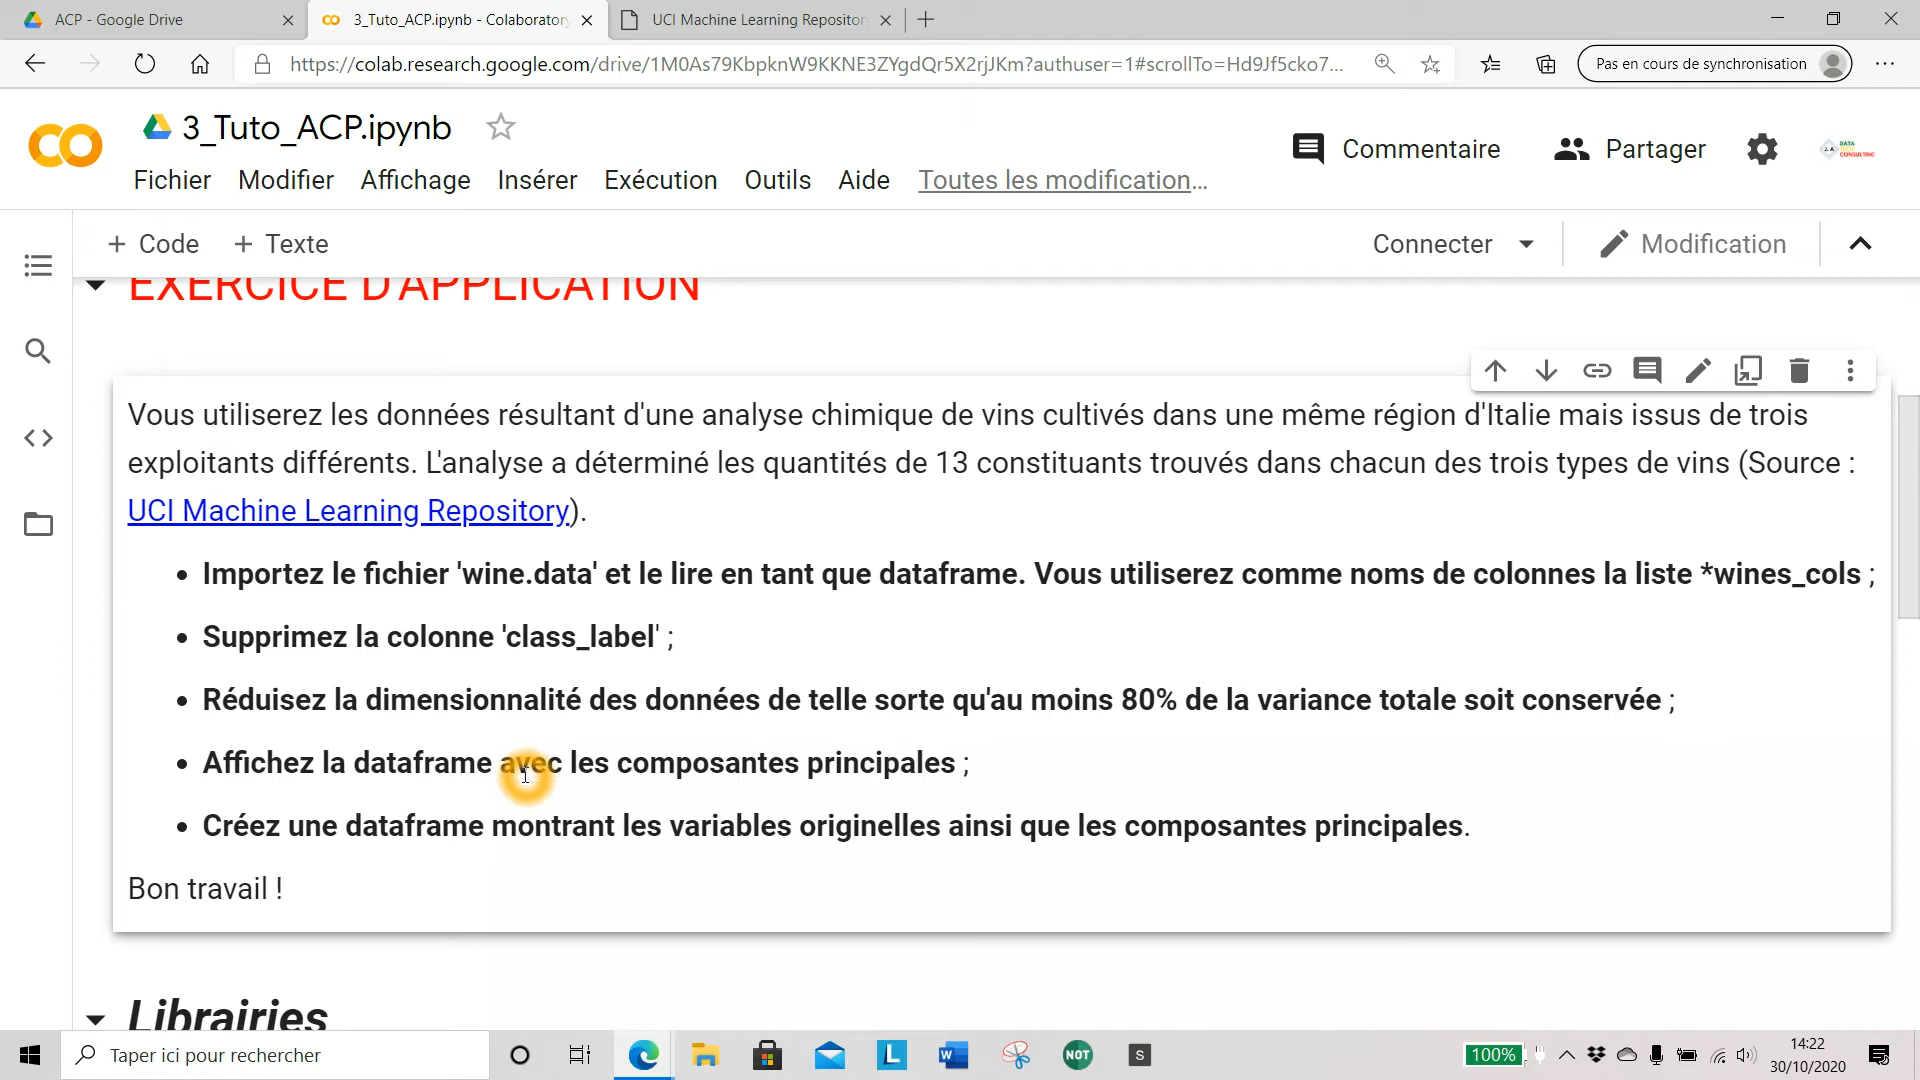 ACP - Google Drive
3_Tuto_ACP.ipynb - Colaboratory
UCI Machine Learning Repository
https://colab.research.google.com/drive/1M0As79KbpknW9KKNE3ZYgdQr5X2rjJKm?authuser=1#scrollTo=Hd9Jf5cko7...
Pas en cours de synchronisation
3_Tuto_ACP.ipynb
Commentaire
Partager
DATA
CONSULTING
Fichier Modifier Affichage Insérer Exécution Outils Aide Toutes les modification...
+ Code + Texte
Connecter
Modification
EXERCICE D'APPLICATION
Vous utiliserez les données résultant d'une analyse chimique de vins cultivés dans une même région d'Italie mais issus de trois
exploitants différents. L'analyse a déterminé les quantités de 13 constituants trouvés dans chacun des trois types de vins (Source :
UCI Machine Learning Repository).
• Importez le fichier 'wine.data' et le lire en tant que dataframe. Vous utiliserez comme noms de colonnes la liste *wines_cols ;
• Supprimez la colonne 'class_label' ;
• Réduisez la dimensionnalité des données de telle sorte qu'au moins 80% de la variance totale soit conservée ;
• Affichez la dataframe avec les composantes principales ;
• Créez une dataframe montrant les variables originelles ainsi que les composantes principales.
Bon travail !
Librairies
Taper ici pour rechercher
L
W
NOT
S
100%
14:22
30/10/2020